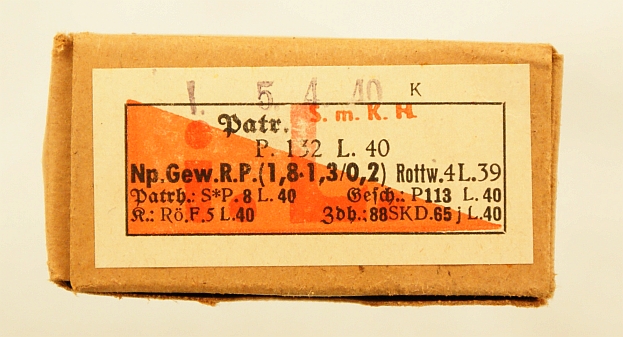 I. 5. 4. 40 K
Patr. S. m. K. H.
P. 132 L. 40
Np.Gew.R.P.(1,8·1,3/0,2) Rottw.4L.39
Patrh.: S*P.8 L.40 Gesch.: P113 L.40
K.: Rö.F.5 L.40 Zdh.:88SKD.65 j L.40